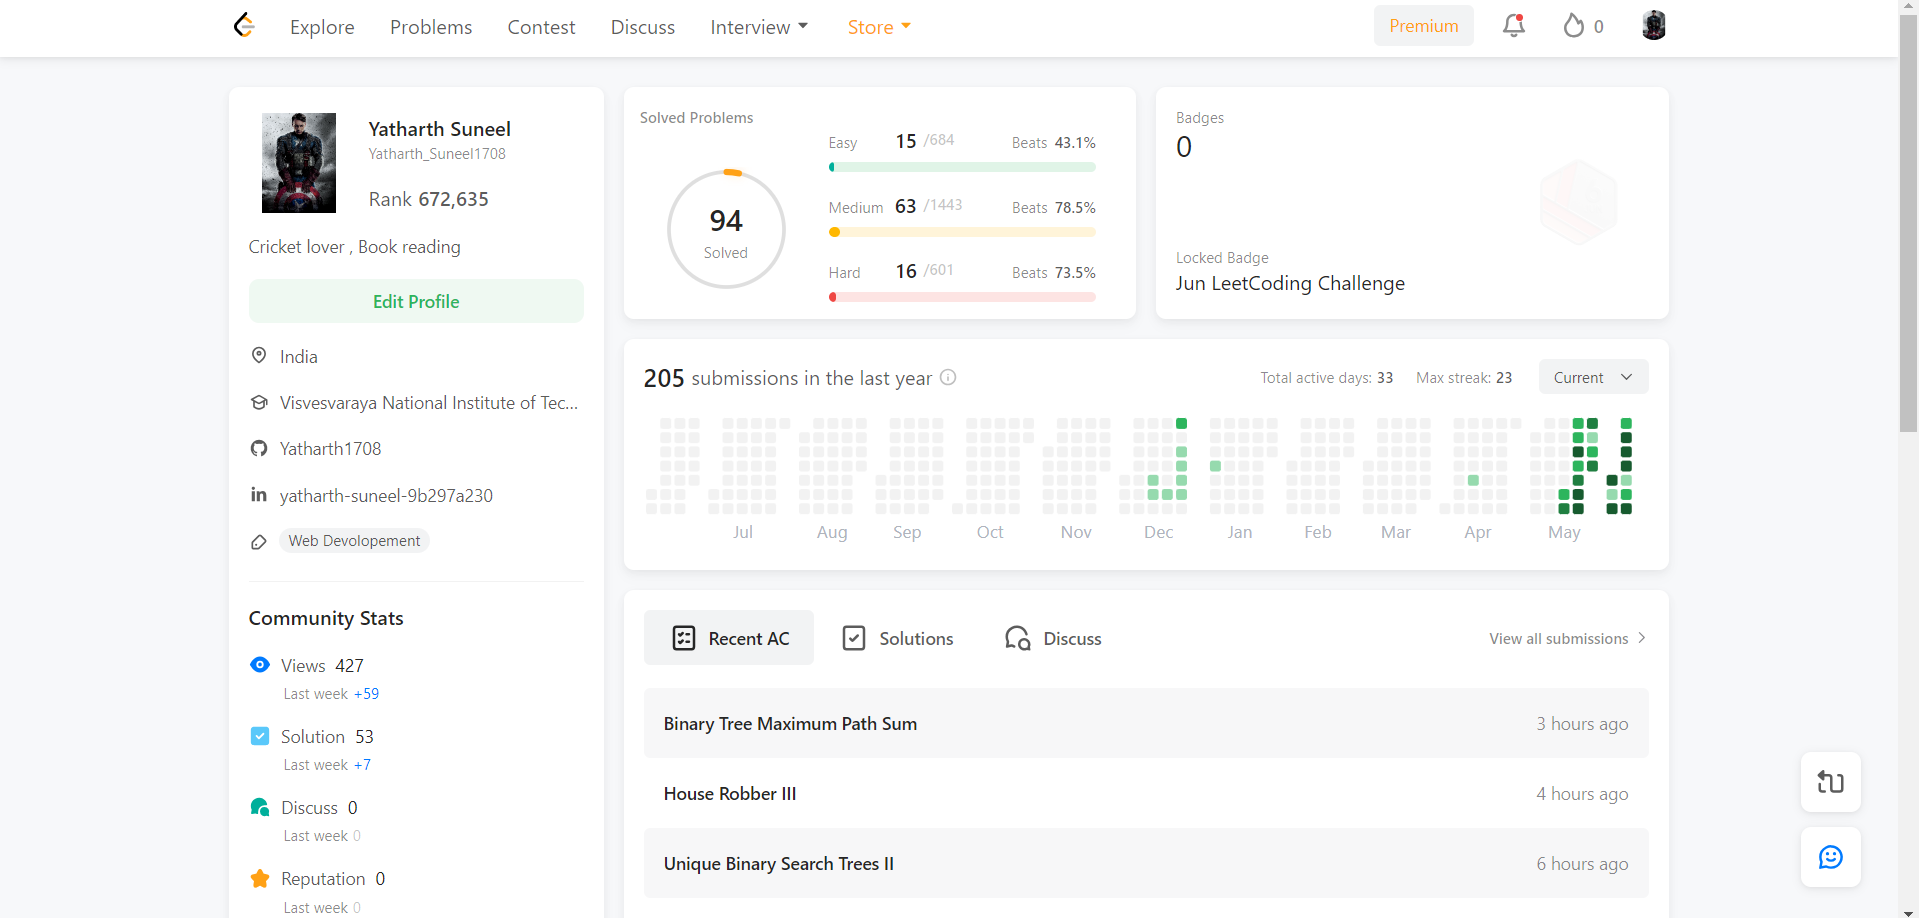 Explore Problems Contest Discuss Interview Store Premium 0
Yatharth Suneel
Yatharth_Suneel1708
Rank 672,635
Cricket lover , Book reading
Edit Profile
India
Visvesvaraya National Institute of Tec...
Yatharth1708
yatharth-suneel-9b297a230
Web Devolopement
Community Stats
Views 427
Last week +59
Solution 53
Last week +7
Discuss 0
Last week 0
Reputation 0
Last week 0
Solved Problems
94
Solved
Easy 15 /684 Beats 43.1%
Medium 63 /1443 Beats 78.5%
Hard 16 /601 Beats 73.5%
Badges
0
Locked Badge
Jun LeetCoding Challenge
205 submissions in the last year Total active days: 33 Max streak: 23 Current
Jul Aug Sep Oct Nov Dec Jan Feb Mar Apr May
Recent AC Solutions Discuss View all submissions
Binary Tree Maximum Path Sum 3 hours ago
House Robber III 4 hours ago
Unique Binary Search Trees II 6 hours ago